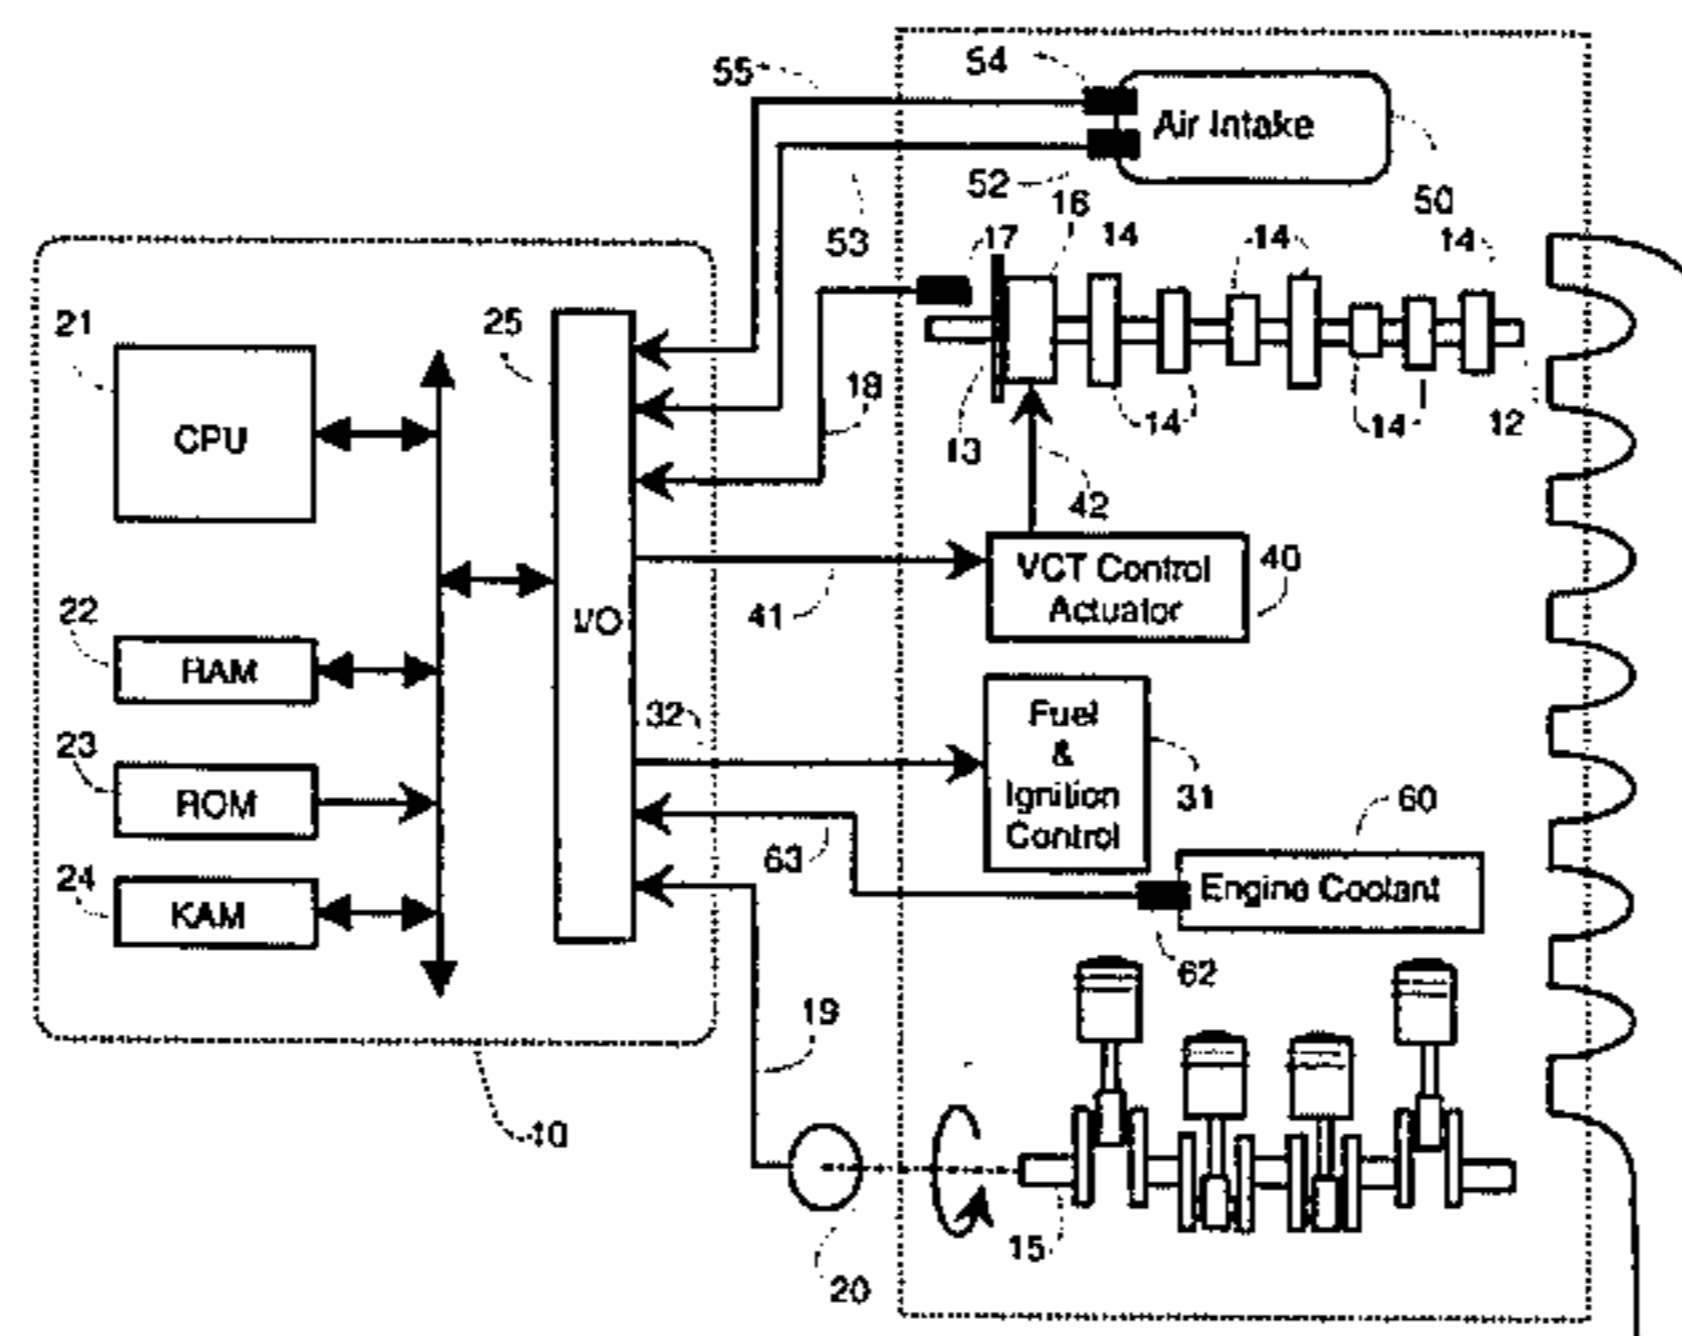 54
55
Air Intake
52
16
50
53
17
14
14
14
21
25
18
CPU
13
14
14
12
42
VCT Control
Actuator
40
41
22
I/O
RAM
32
Fuel
&
Ignition
Control
31
23
ROM
60
63
24
KAM
Engine Coolant
62
19
10
15
20